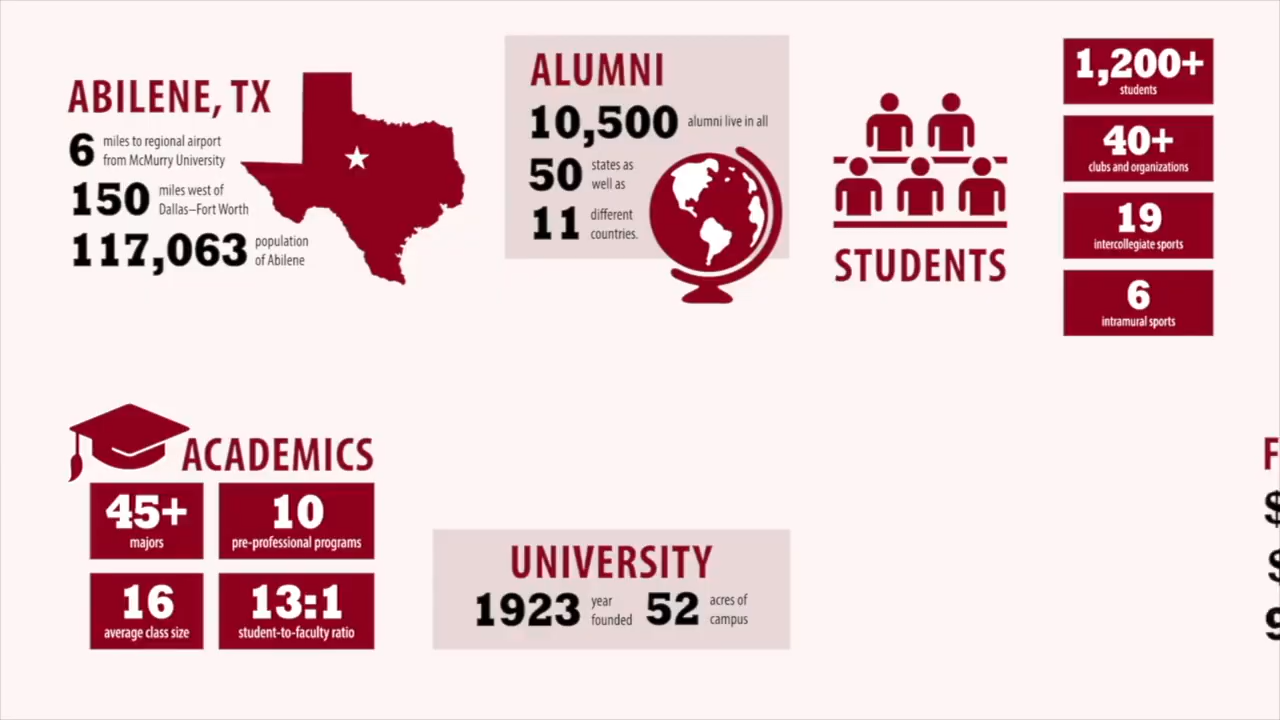 ABILENE, TX
6 miles to regional airport
from McMurry University
150 miles west of
Dallas–Fort Worth
117,063 population
of Abilene
ALUMNI
10,500 alumni live in all
50 states as
well as
11 different
countries.
STUDENTS
1,200+
students
40+
clubs and organizations
19
intercollegiate sports
6
intramural sports
ACADEMICS
45+
majors
10
pre-professional programs
16
average class size
13:1
student-to-faculty ratio
UNIVERSITY
1923 year
founded
52 acres of
campus
F
$
$